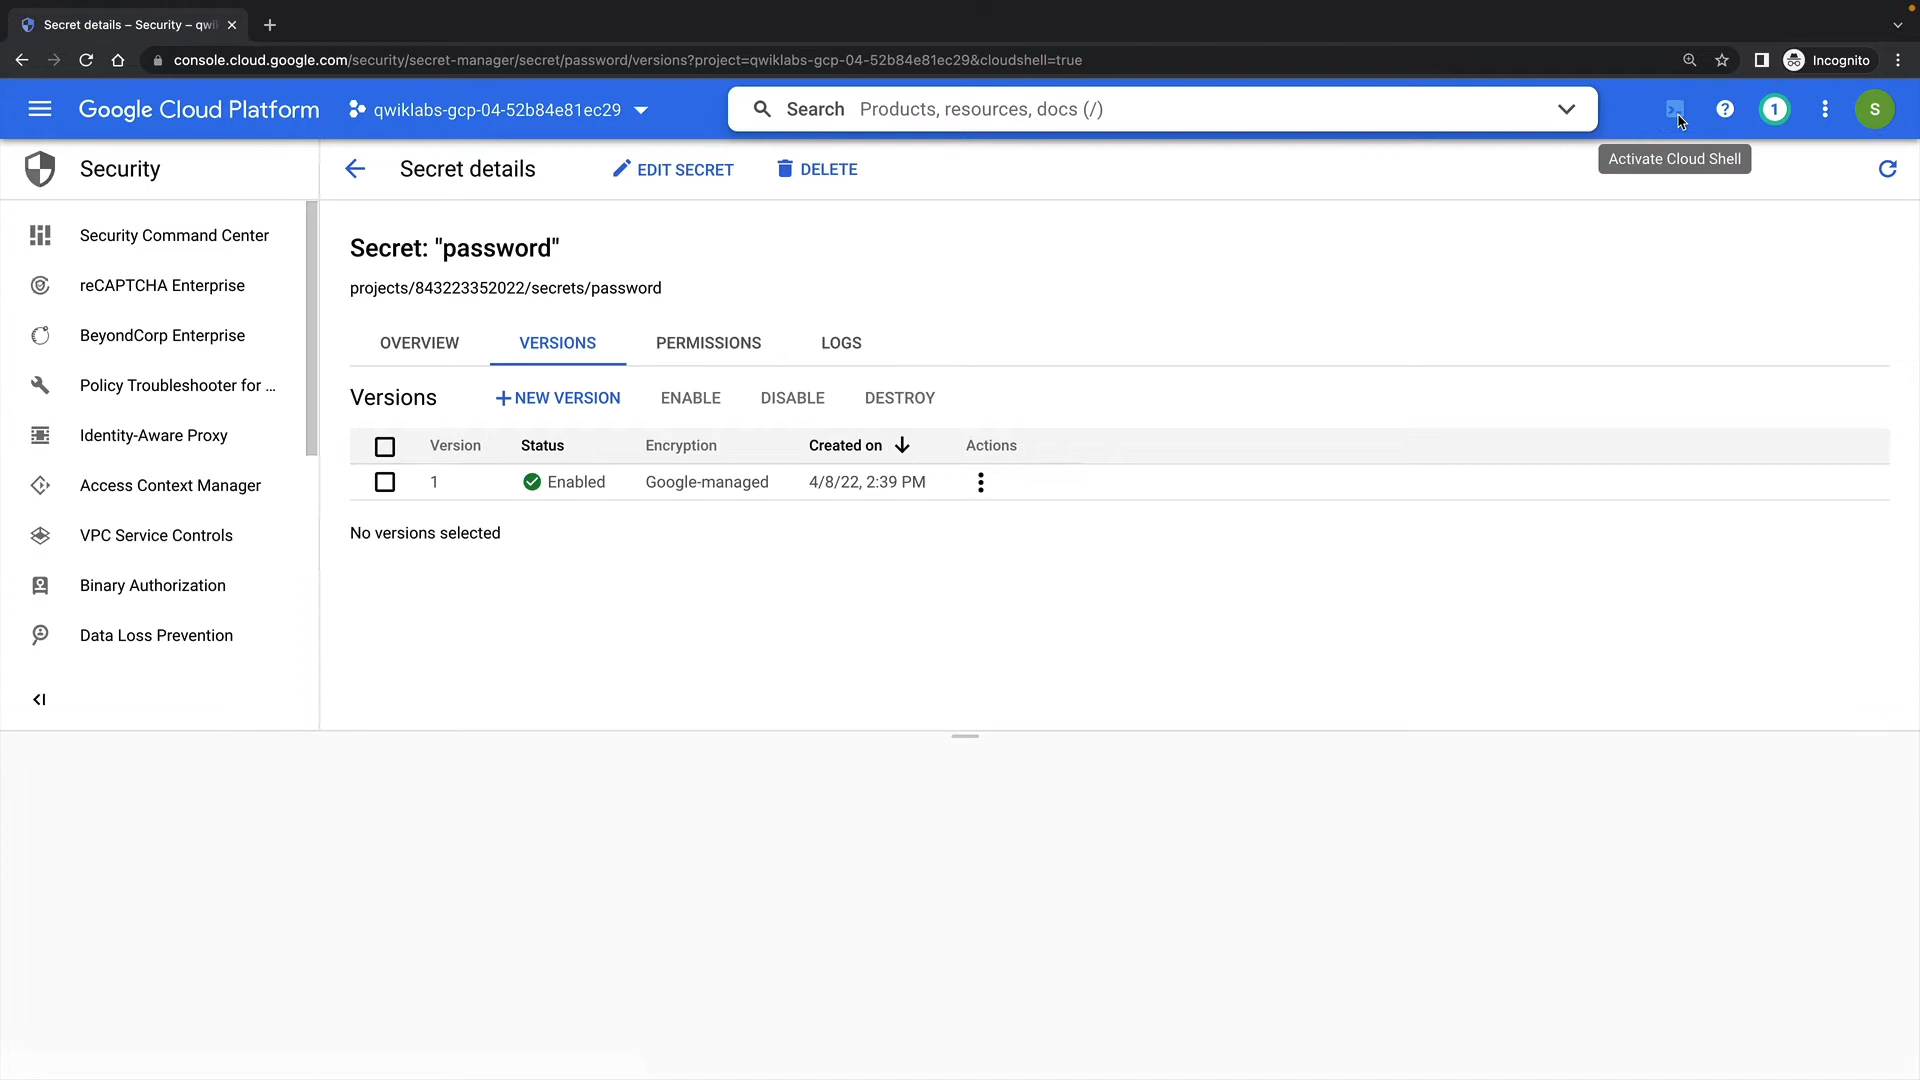 Secret details – Security – qwi
console.cloud.google.com/security/secret-manager/secret/password/versions?project=qwiklabs-gcp-04-52b84e81ec29&cloudshell=true
Incognito
Google Cloud Platform
qwiklabs-gcp-04-52b84e81ec29
Search Products, resources, docs (/)
1
S
Activate Cloud Shell
Security
Secret details
EDIT SECRET
DELETE
Security Command Center
reCAPTCHA Enterprise
BeyondCorp Enterprise
Policy Troubleshooter for ...
Identity-Aware Proxy
Access Context Manager
VPC Service Controls
Binary Authorization
Data Loss Prevention
Secret: "password"
projects/843223352022/secrets/password
OVERVIEW VERSIONS PERMISSIONS LOGS
Versions + NEW VERSION ENABLE DISABLE DESTROY
Version Status Encryption Created on Actions
1 Enabled Google-managed 4/8/22, 2:39 PM
No versions selected